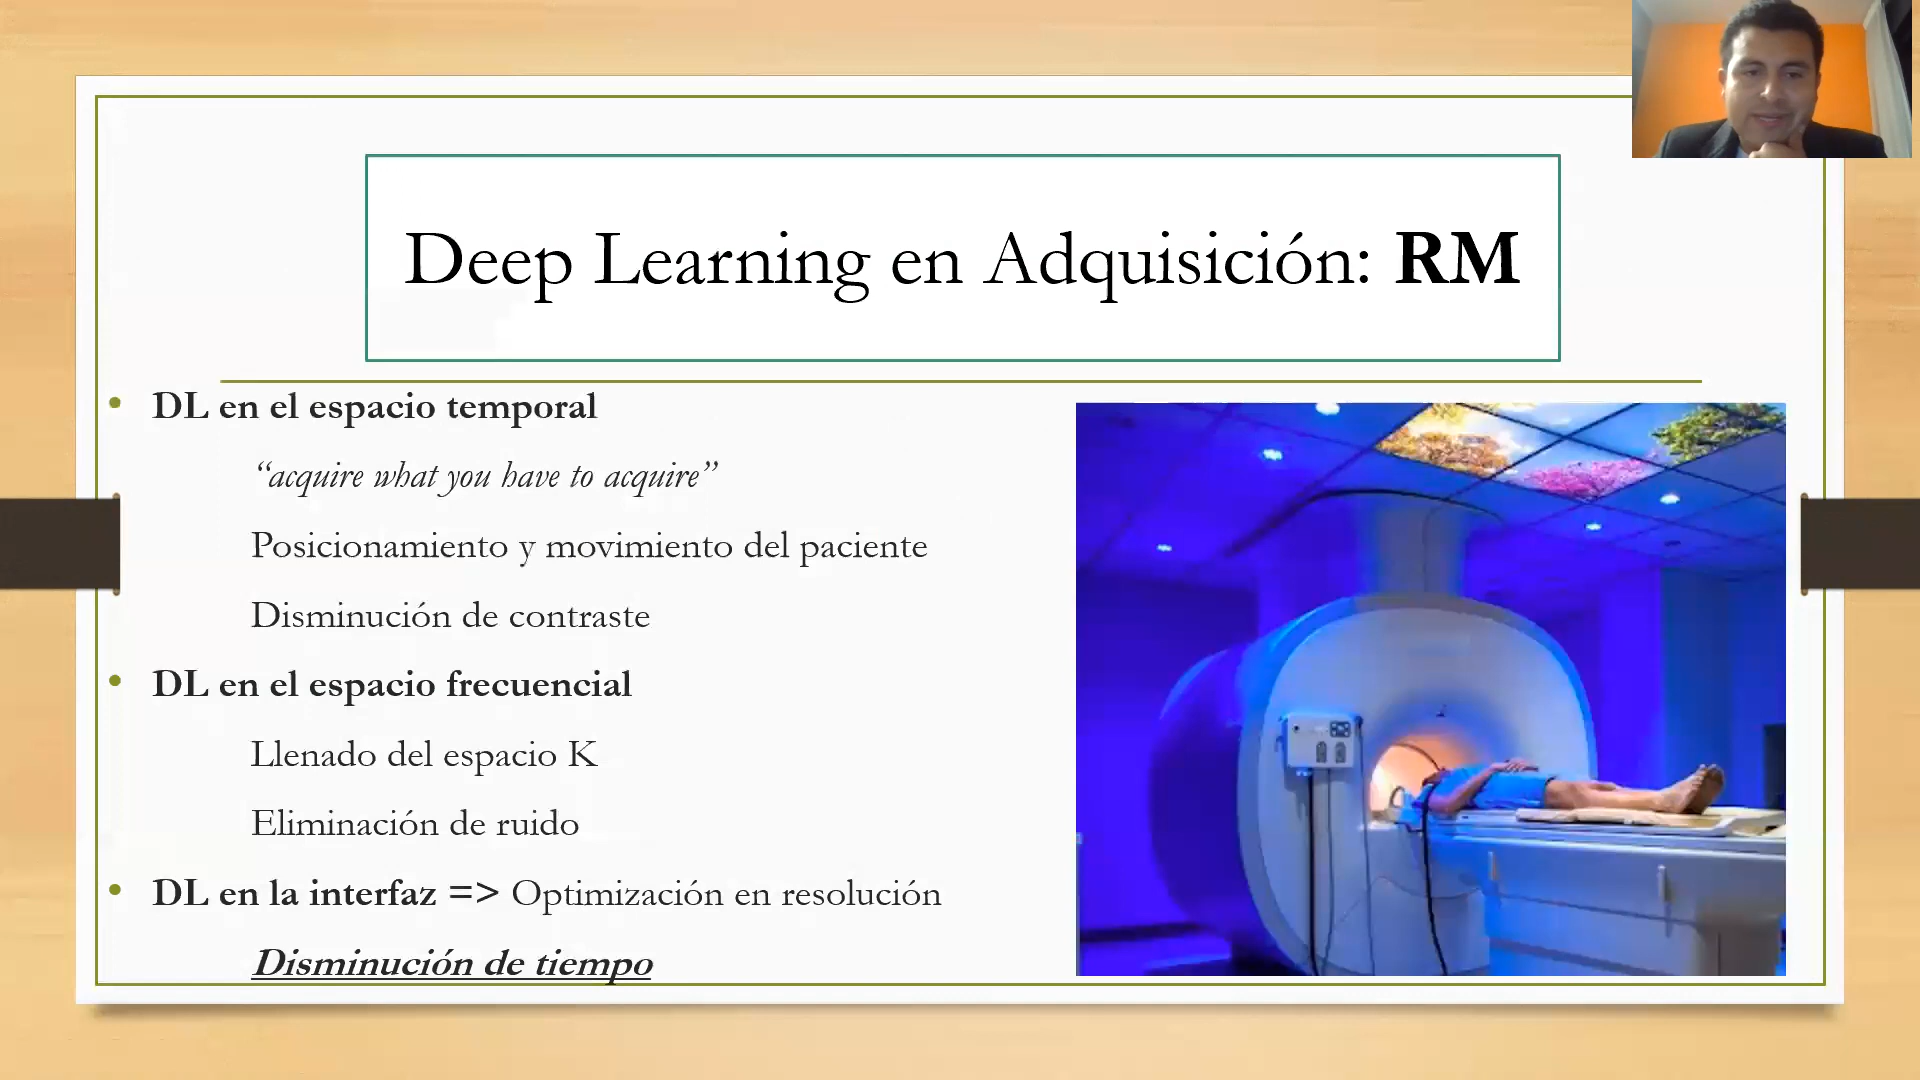 Deep Learning en Adquisición: RM
• DL en el espacio temporal
“acquire what you have to acquire”
Posicionamiento y movimiento del paciente
Disminución de contraste
• DL en el espacio frecuencial
Llenado del espacio K
Eliminación de ruido
• DL en la interfaz => Optimización en resolución
Disminución de tiempo